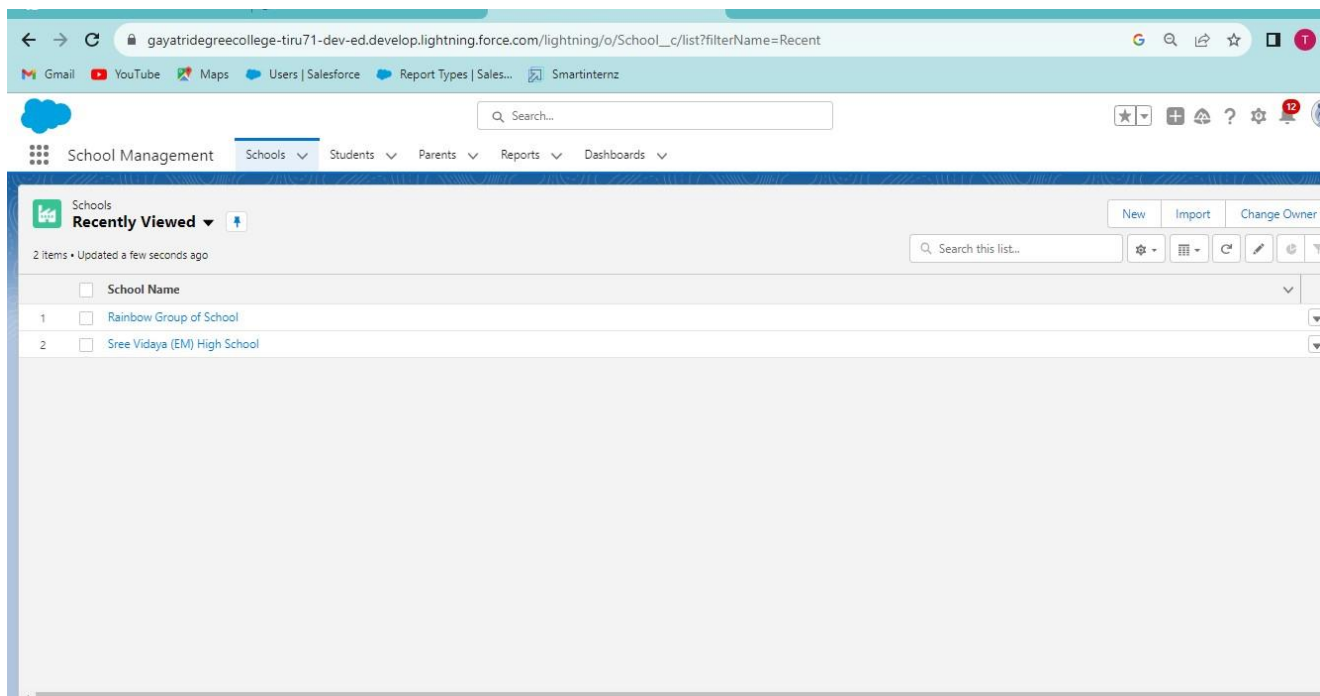 gayatridegreecollege-tiru71-dev-ed.develop.lightning.force.com/lightning/o/School__c/list?filterName=Recent
G T
Gmail YouTube Maps Users | Salesforce Report Types | Sales... Smartinternz
Search...
12
School Management Schools Students Parents Reports Dashboards
Schools
Recently Viewed
New Import Change Owner
2 items • Updated a few seconds ago
Search this list...
School Name
1 Rainbow Group of School
2 Sree Vidaya (EM) High School